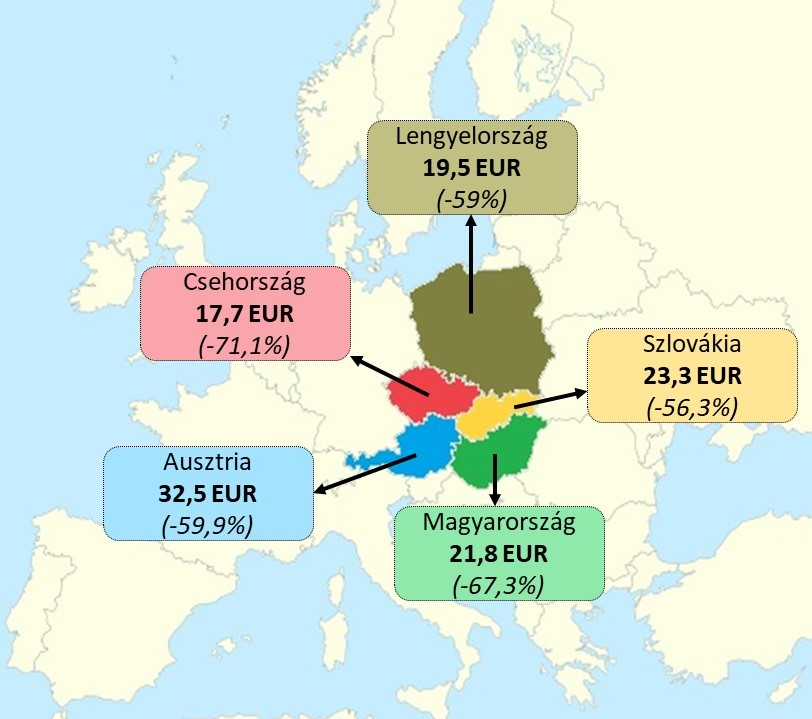 Lengyelország
19,5 EUR
(-59%)
Csehország
17,7 EUR
(-71,1%)
Szlovákia
23,3 EUR
(-56,3%)
Ausztria
32,5 EUR
(-59,9%)
Magyarország
21,8 EUR
(-67,3%)